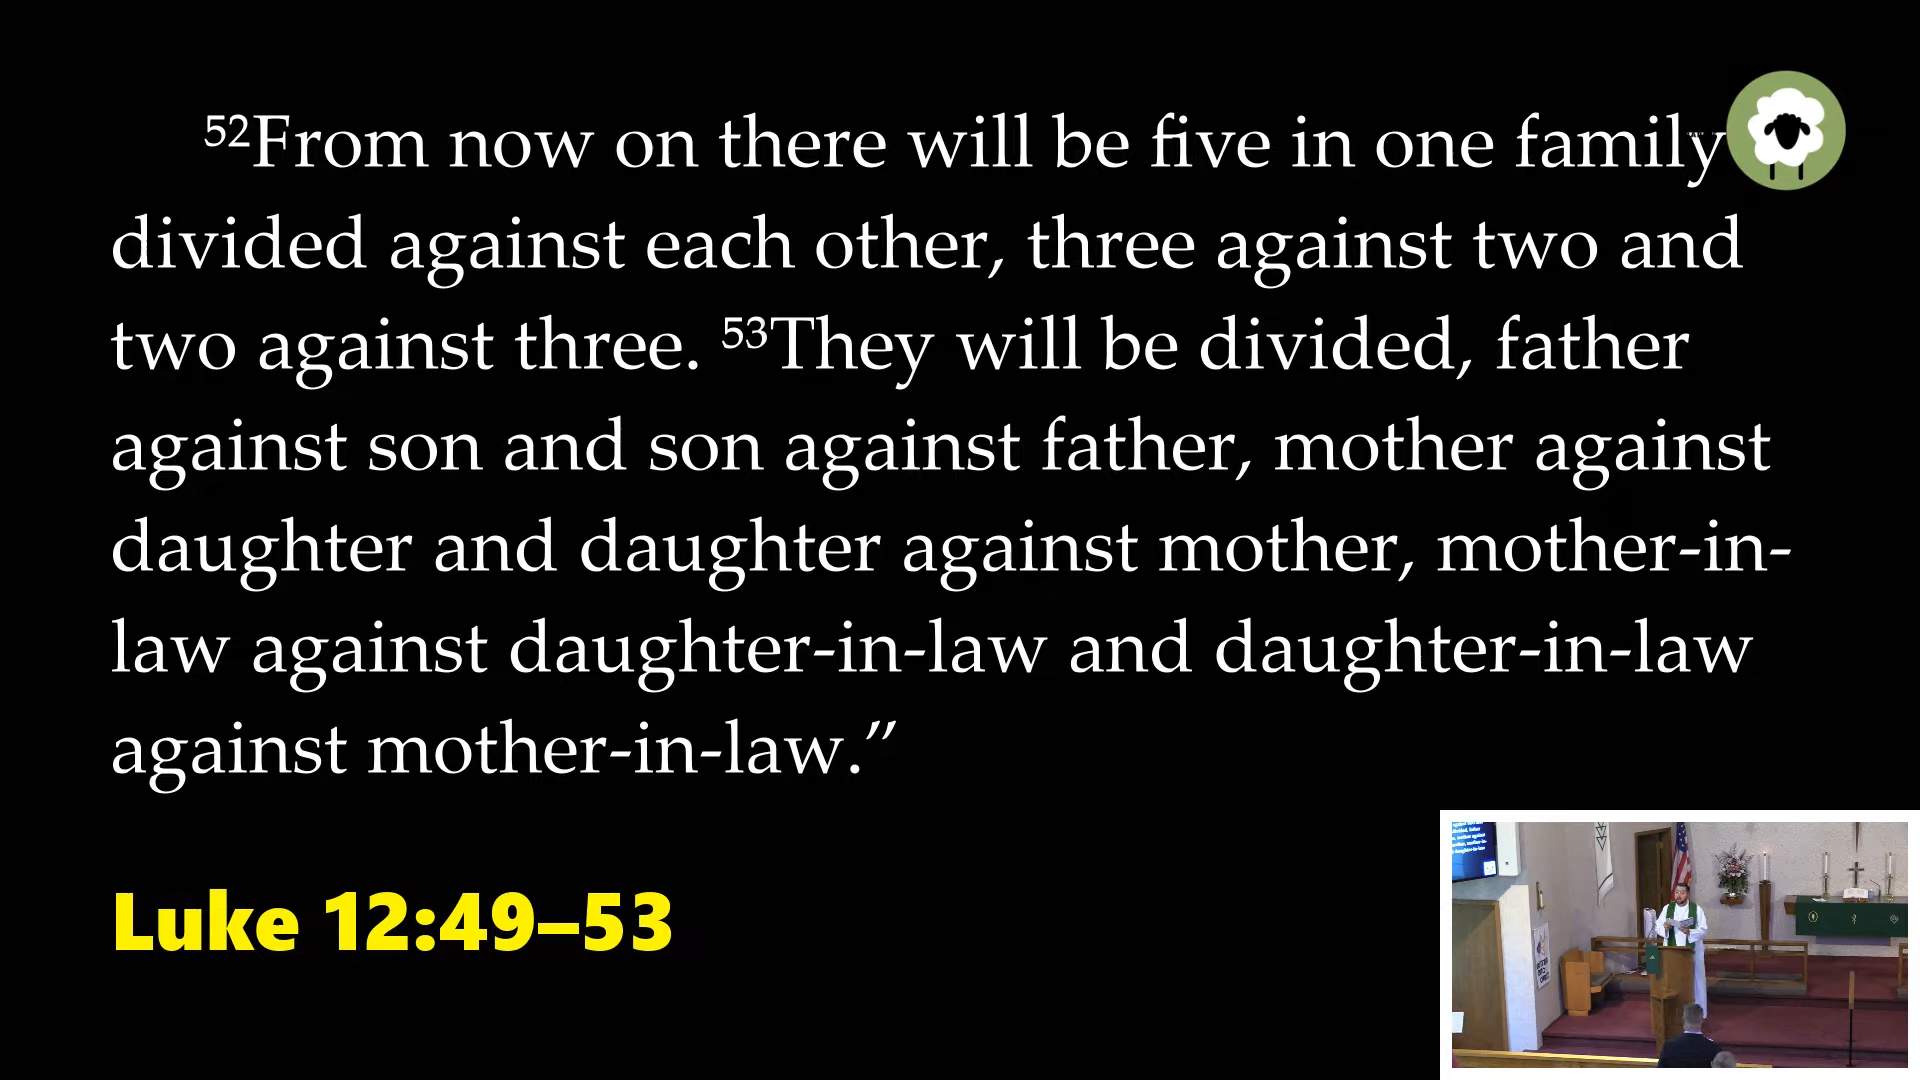 ⁵²From now on there will be five in one family
divided against each other, three against two and
two against three. ⁵³They will be divided, father
against son and son against father, mother against
daughter and daughter against mother, mother-in-
law against daughter-in-law and daughter-in-law
against mother-in-law.”
Luke 12:49–53